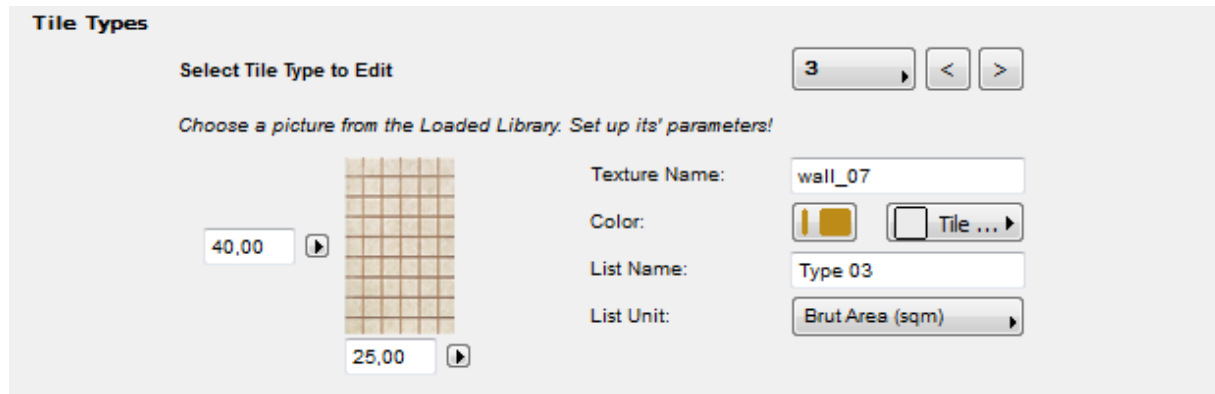 Tile Types
Select Tile Type to Edit 3 < >
Choose a picture from the Loaded Library. Set up its' parameters!
Texture Name: wall_07
Color: Tile ...
40,00
List Name: Type 03
List Unit: Brut Area (sqm)
25,00